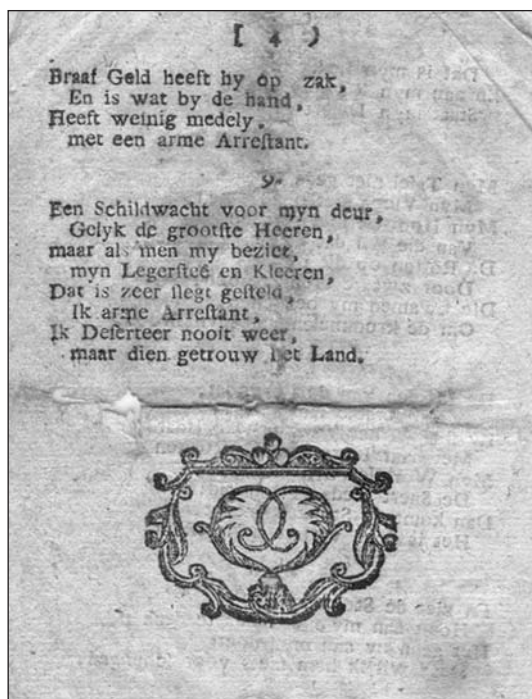 [ 4 )
Braaf Geld heeft hy op zak,
En is wat by de hand,
Heeft weinig medely,
met een arme Arreſtant.
9.
Een Schildwacht voor myn deur,
Gelyk de grootſte Heeren,
maar als men my beziet,
myn Legerſteé en Kleeren,
Dat is zeer ſlegt geſteld,
Ik arme Arreſtant,
Ik Deſerteer nooit weer,
maar dien getrouw het Land.